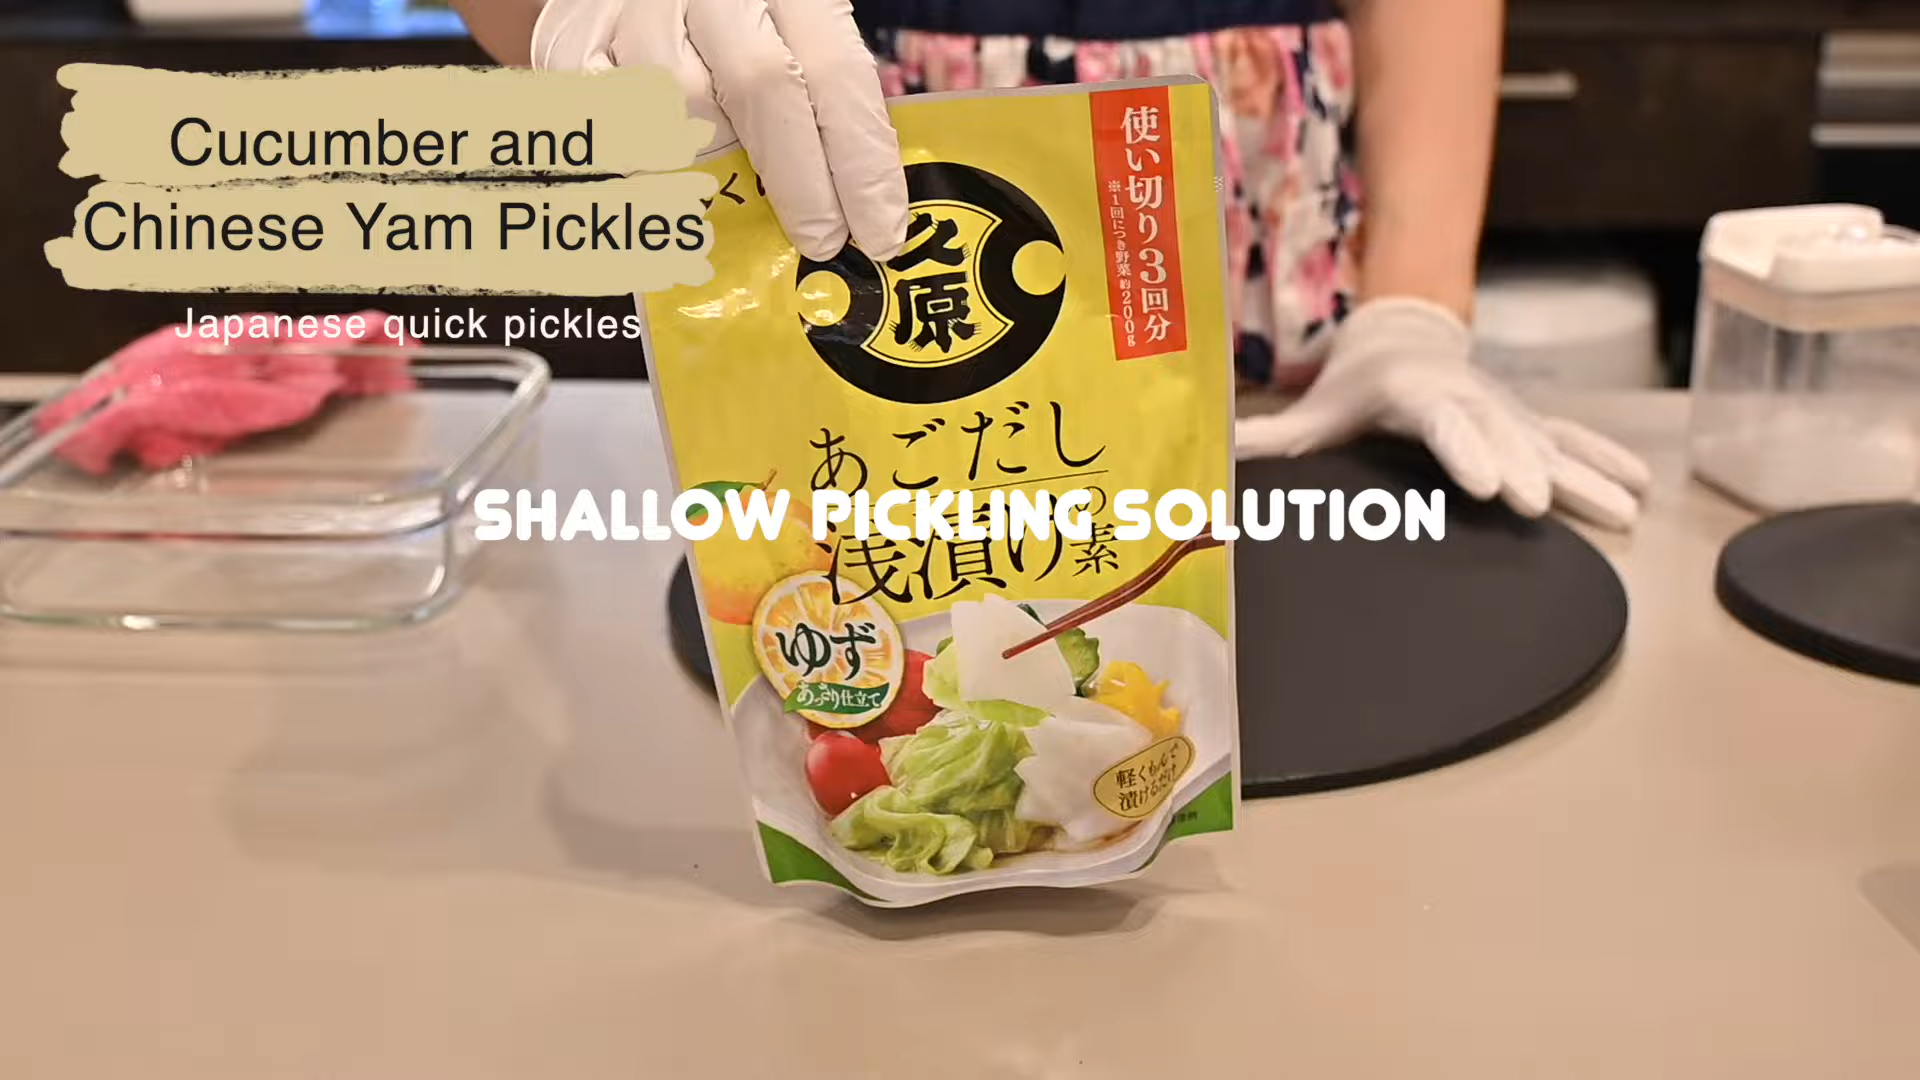 Cucumber and
Chinese Yam Pickles
Japanese quick pickles
使い切り3回分
※1回につき野菜約200g
久原
あごだし
の
浅漬け素
SHALLOW PICKLING SOLUTION
ゆず
あっさり仕立て
軽くもんで
漬けるだけ